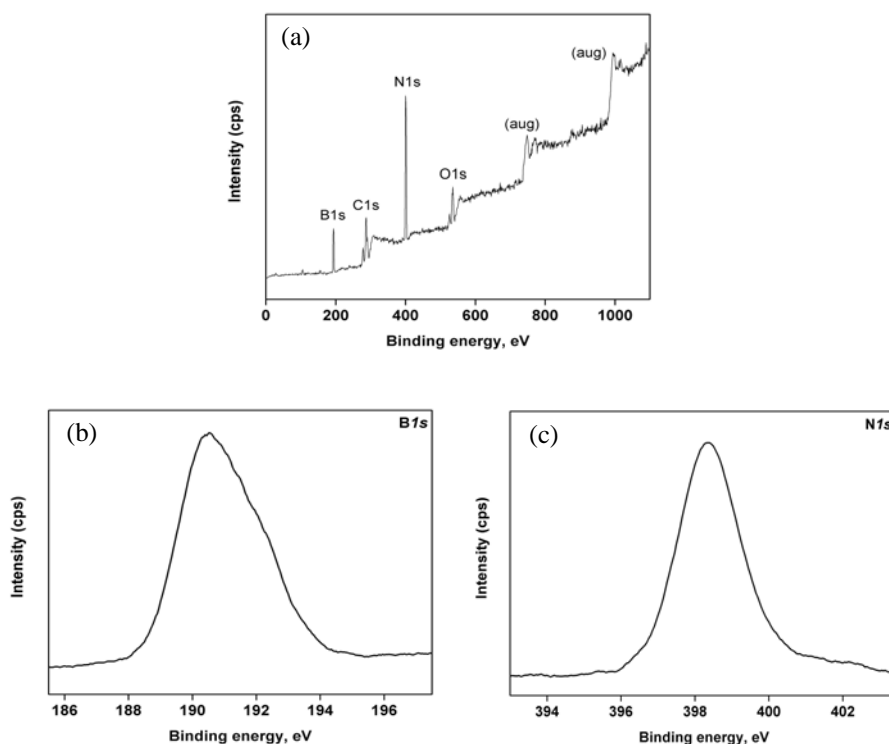 (a)
(aug)
N1s
(aug)
O1s
C1s
B1s
Intensity (cps)
0 200 400 600 800 1000
Binding energy, eV
(b)
B1s
Intensity (cps)
186 188 190 192 194 196
Binding energy, eV
(c)
N1s
Intensity (cps)
394 396 398 400 402
Binding energy, eV